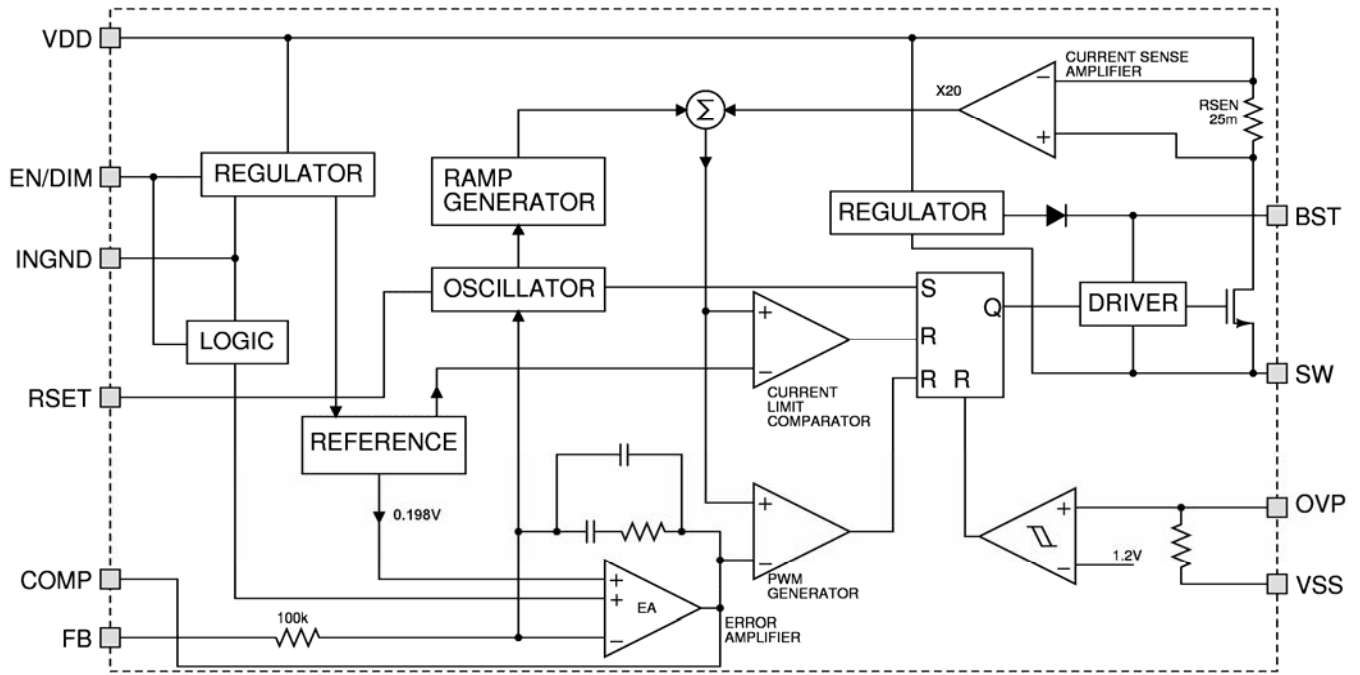 VDD
CURRENT SENSE
AMPLIFIER
−
X20
+
RSEN
25m
Σ
EN/DIM
REGULATOR
RAMP
GENERATOR
REGULATOR
BST
INGND
OSCILLATOR
S
Q
DRIVER
LOGIC
+
R
−
R R
SW
RSET
CURRENT
LIMIT
COMPARATOR
REFERENCE
0.198V
+
−
PWM
GENERATOR
+
−
1.2V
OVP
VSS
COMP
+
+
EA
−
ERROR
AMPLIFIER
100k
FB